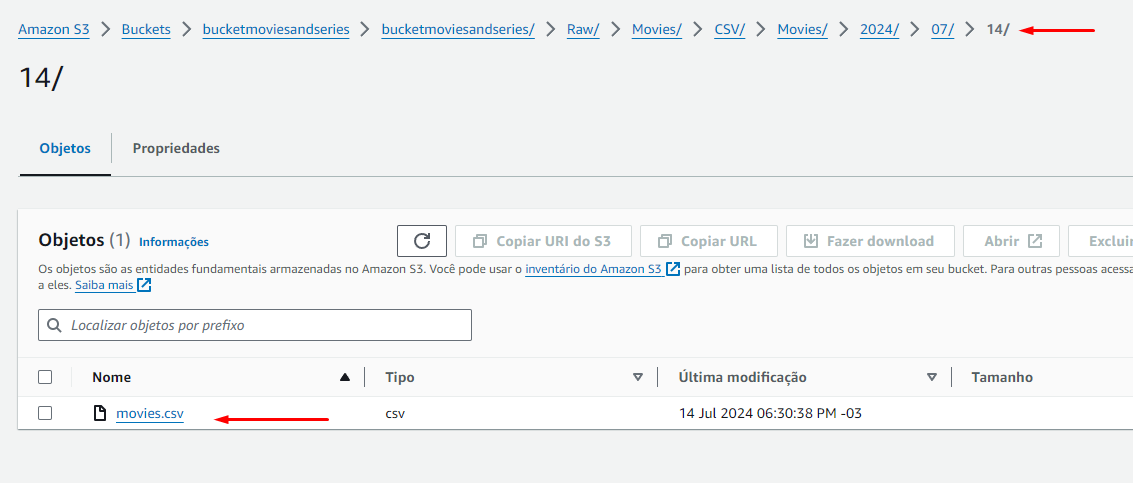 Amazon S3 > Buckets > bucketmoviesandseries > bucketmoviesandseries/ > Raw/ > Movies/ > CSV/ > Movies/ > 2024/ > 07/ > 14/
14/
Objetos Propriedades
Objetos (1) Informações Copiar URI do S3 Copiar URL Fazer download Abrir Excluir
Os objetos são as entidades fundamentais armazenadas no Amazon S3. Você pode usar o inventário do Amazon S3 para obter uma lista de todos os objetos em seu bucket. Para outras pessoas acessa
a eles. Saiba mais
Localizar objetos por prefixo
Nome Tipo Última modificação Tamanho
movies.csv csv 14 Jul 2024 06:30:38 PM -03